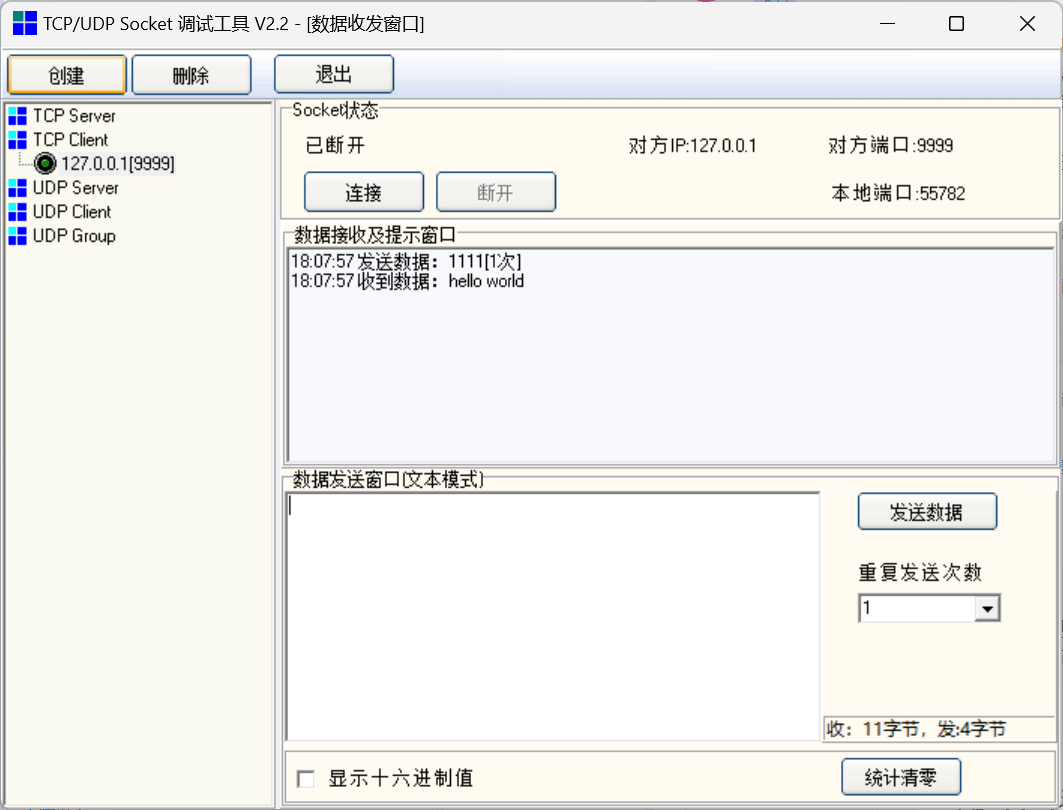 TCP/UDP Socket 调试工具 V2.2 - [数据收发窗口]
创建 删除 退出
TCP Server
TCP Client
127.0.0.1[9999]
UDP Server
UDP Client
UDP Group
Socket状态
已断开 对方IP:127.0.0.1 对方端口:9999
连接 断开 本地端口:55782
数据接收及提示窗口
18:07:57 发送数据：1111[1次]
18:07:57 收到数据：hello world
数据发送窗口(文本模式)
发送数据
重复发送次数
1
收：11字节，发:4字节
显示十六进制值 统计清零